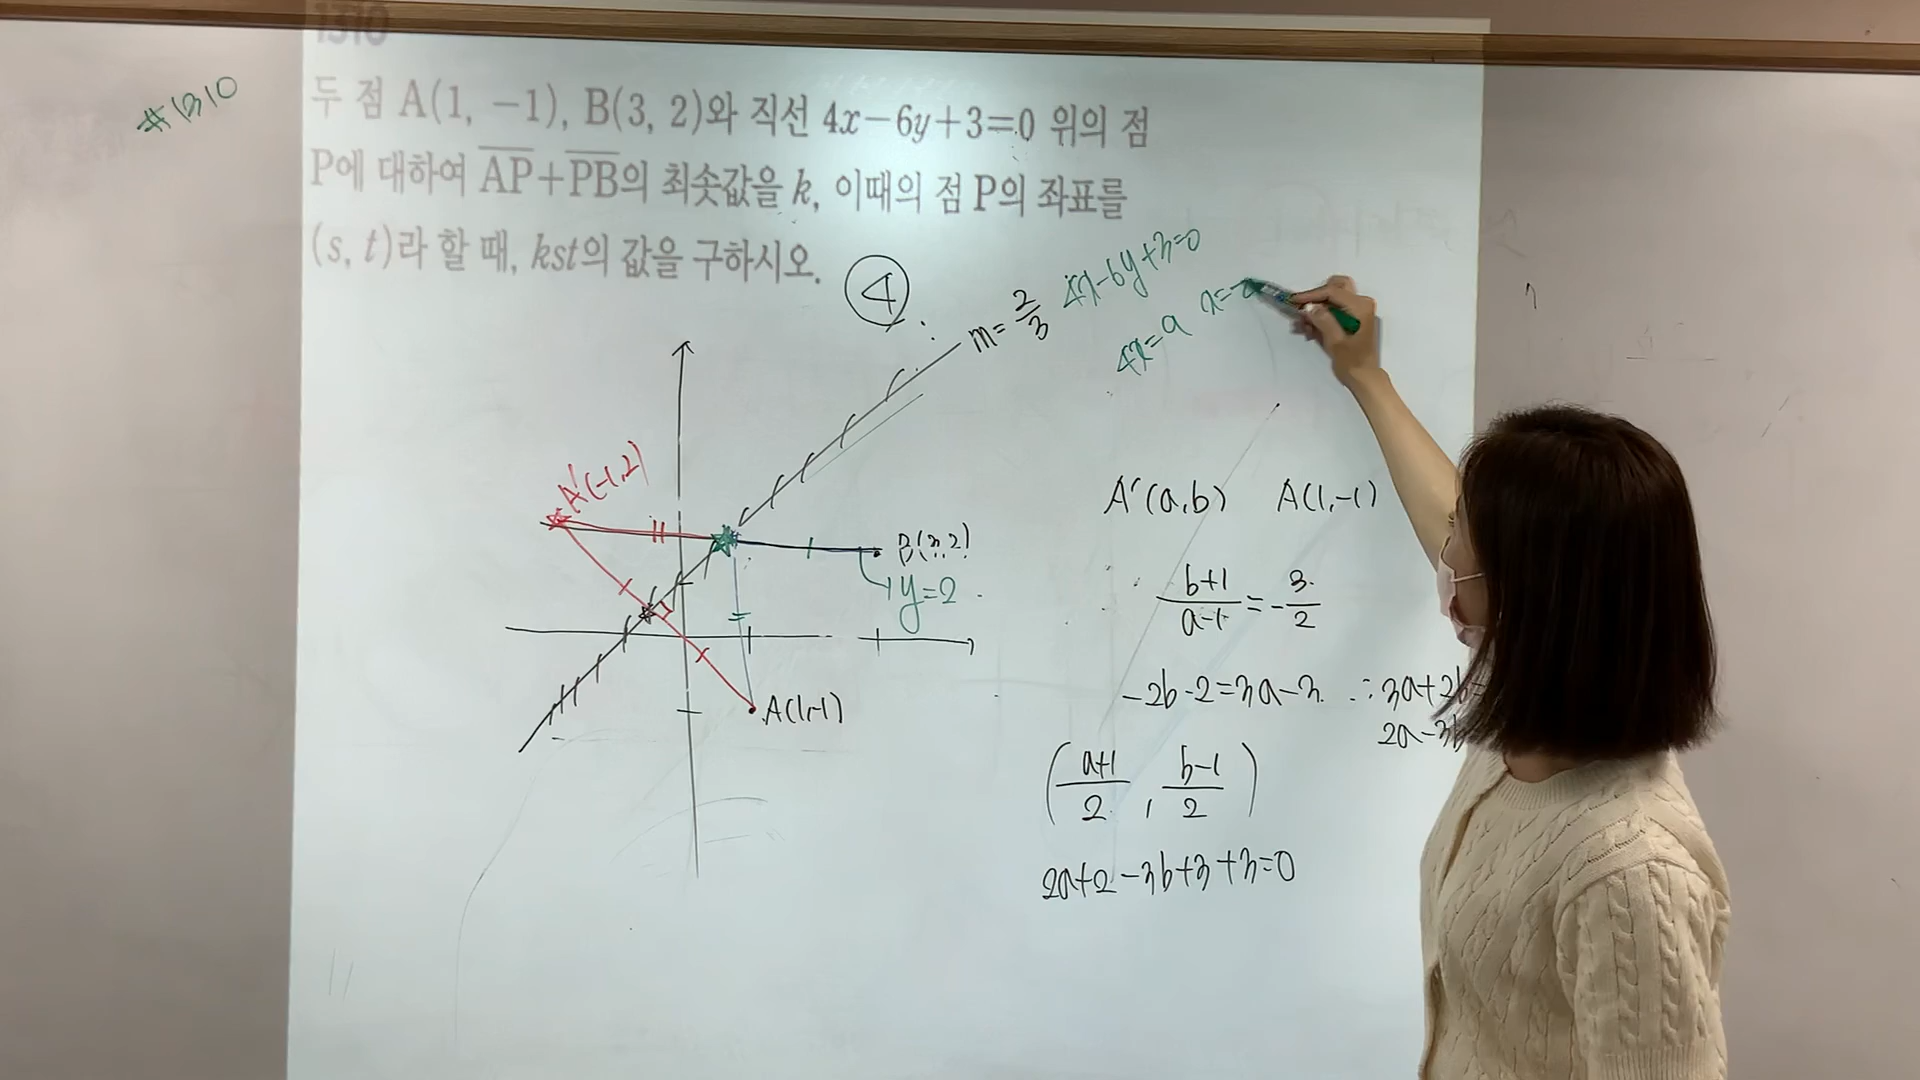 1310
#1310
두 점 A(1, −1), B(3, 2)와 직선 4x−6y+3=0 위의 점
P에 대하여 AP+PB의 최솟값을 k, 이때의 점 P의 좌표를
(s, t)라 할 때, kst의 값을 구하시오.
④
m=2/3
4x-6y+3=0
4x=9
x=
A'(-1,2)
B(3,2)
y=2
A(1,-1)
A'(a,b) A(1,-1)
b+1/a-1=-3/2
-2b-2=3a-3 ∴3a+2b=
2a-3b
(a+1/2, b-1/2)
2a+2-3b+3+3=0